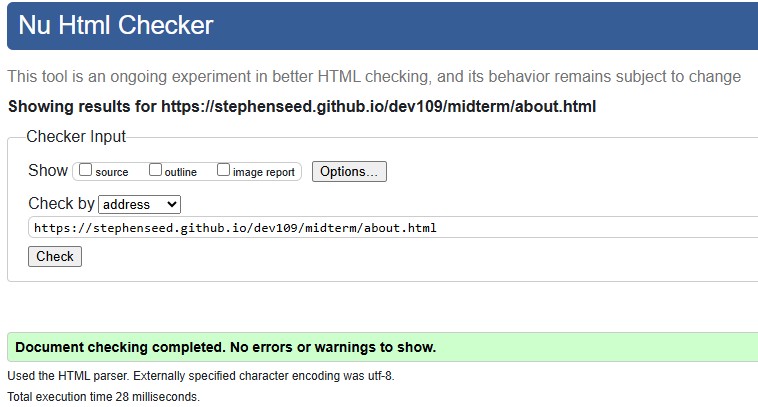 Nu Html Checker
This tool is an ongoing experiment in better HTML checking, and its behavior remains subject to change
Showing results for https://stephenseed.github.io/dev109/midterm/about.html
Checker Input
Show source outline image report Options...
Check by address
https://stephenseed.github.io/dev109/midterm/about.html
Check
Document checking completed. No errors or warnings to show.
Used the HTML parser. Externally specified character encoding was utf-8.
Total execution time 28 milliseconds.